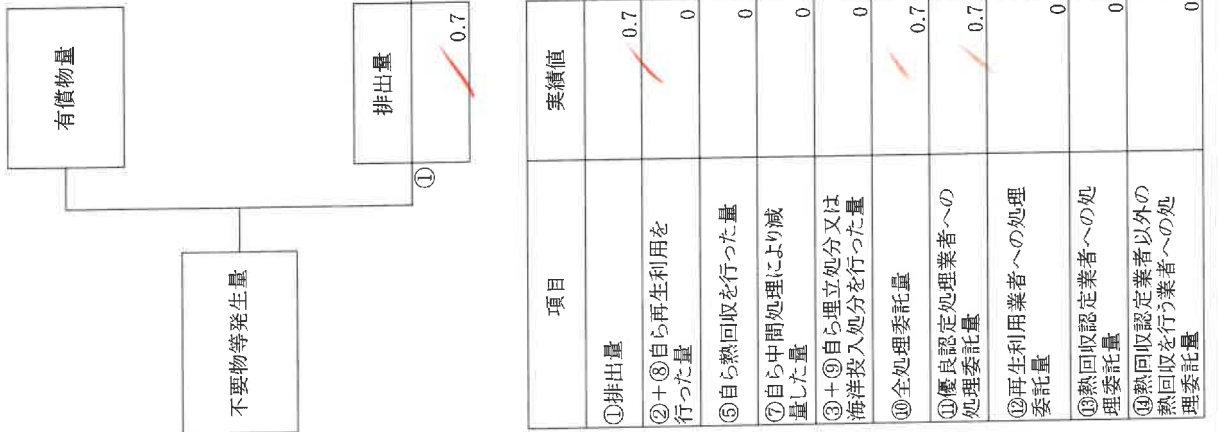 有償物量
不要物等発生量
①
排出量
0.7
項目
実績値
①排出量
0.7
②+⑧自ら再生利用を
行った量
0
⑤自ら熱回収を行った量
0
⑦自ら中間処理により減
量した量
0
③+⑨自ら埋立処分又は
海洋投入処分を行った量
0
⑩全処理委託量
0.7
⑪優良認定処理業者への
処理委託量
0.7
⑫再生利用業者への処理
委託量
0
⑬熱回収認定業者への処
理委託量
0
⑭熱回収認定業者以外の
熱回収を行う業者への処
理委託量
0